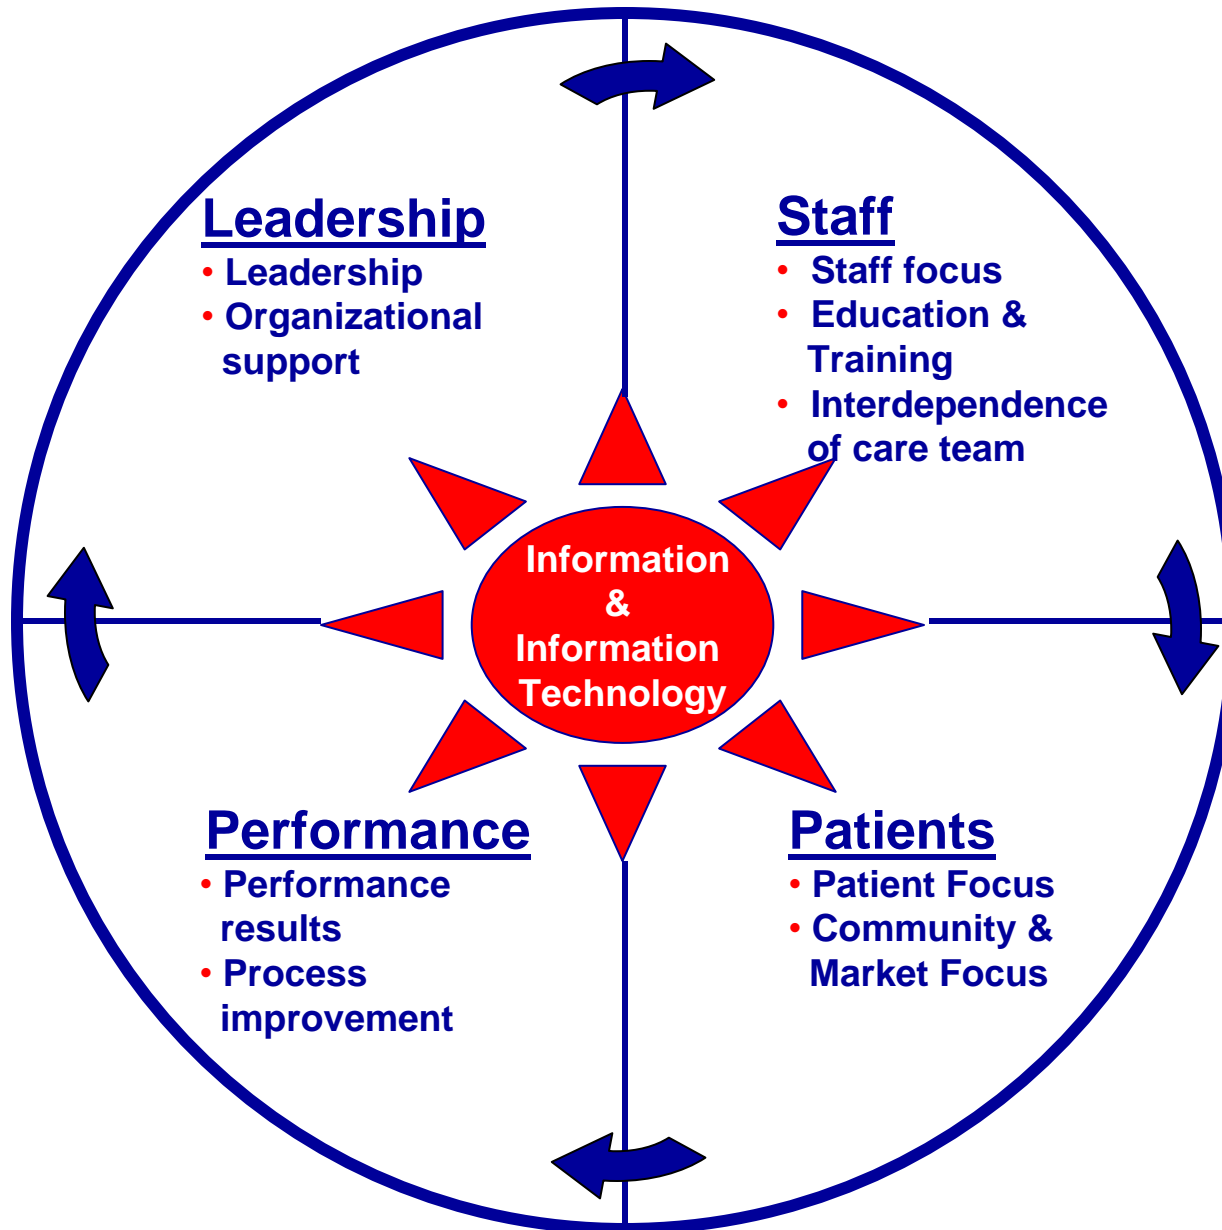 Leadership
• Leadership
• Organizational
support
Staff
• Staff focus
• Education &
Training
• Interdependence
of care team
Information
&
Information
Technology
Performance
• Performance
results
• Process
improvement
Patients
• Patient Focus
• Community &
Market Focus